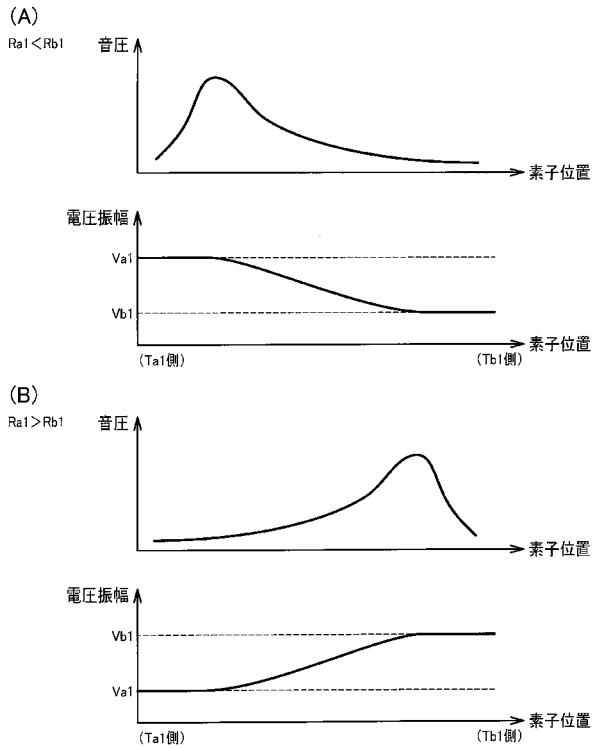 (A)
Ra1<Rb1
音圧
素子位置
電圧振幅
Va1
Vb1
素子位置
(Ta1側)
(Tb1側)
(B)
Ra1>Rb1
音圧
素子位置
電圧振幅
Vb1
Va1
素子位置
(Ta1側)
(Tb1側)